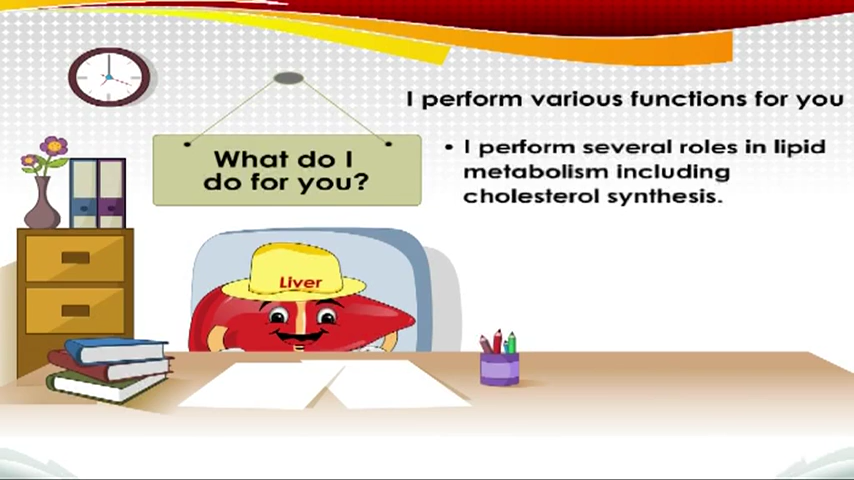 I perform various functions for you
What do I
do for you?
• I perform several roles in lipid
metabolism including
cholesterol synthesis.
Liver